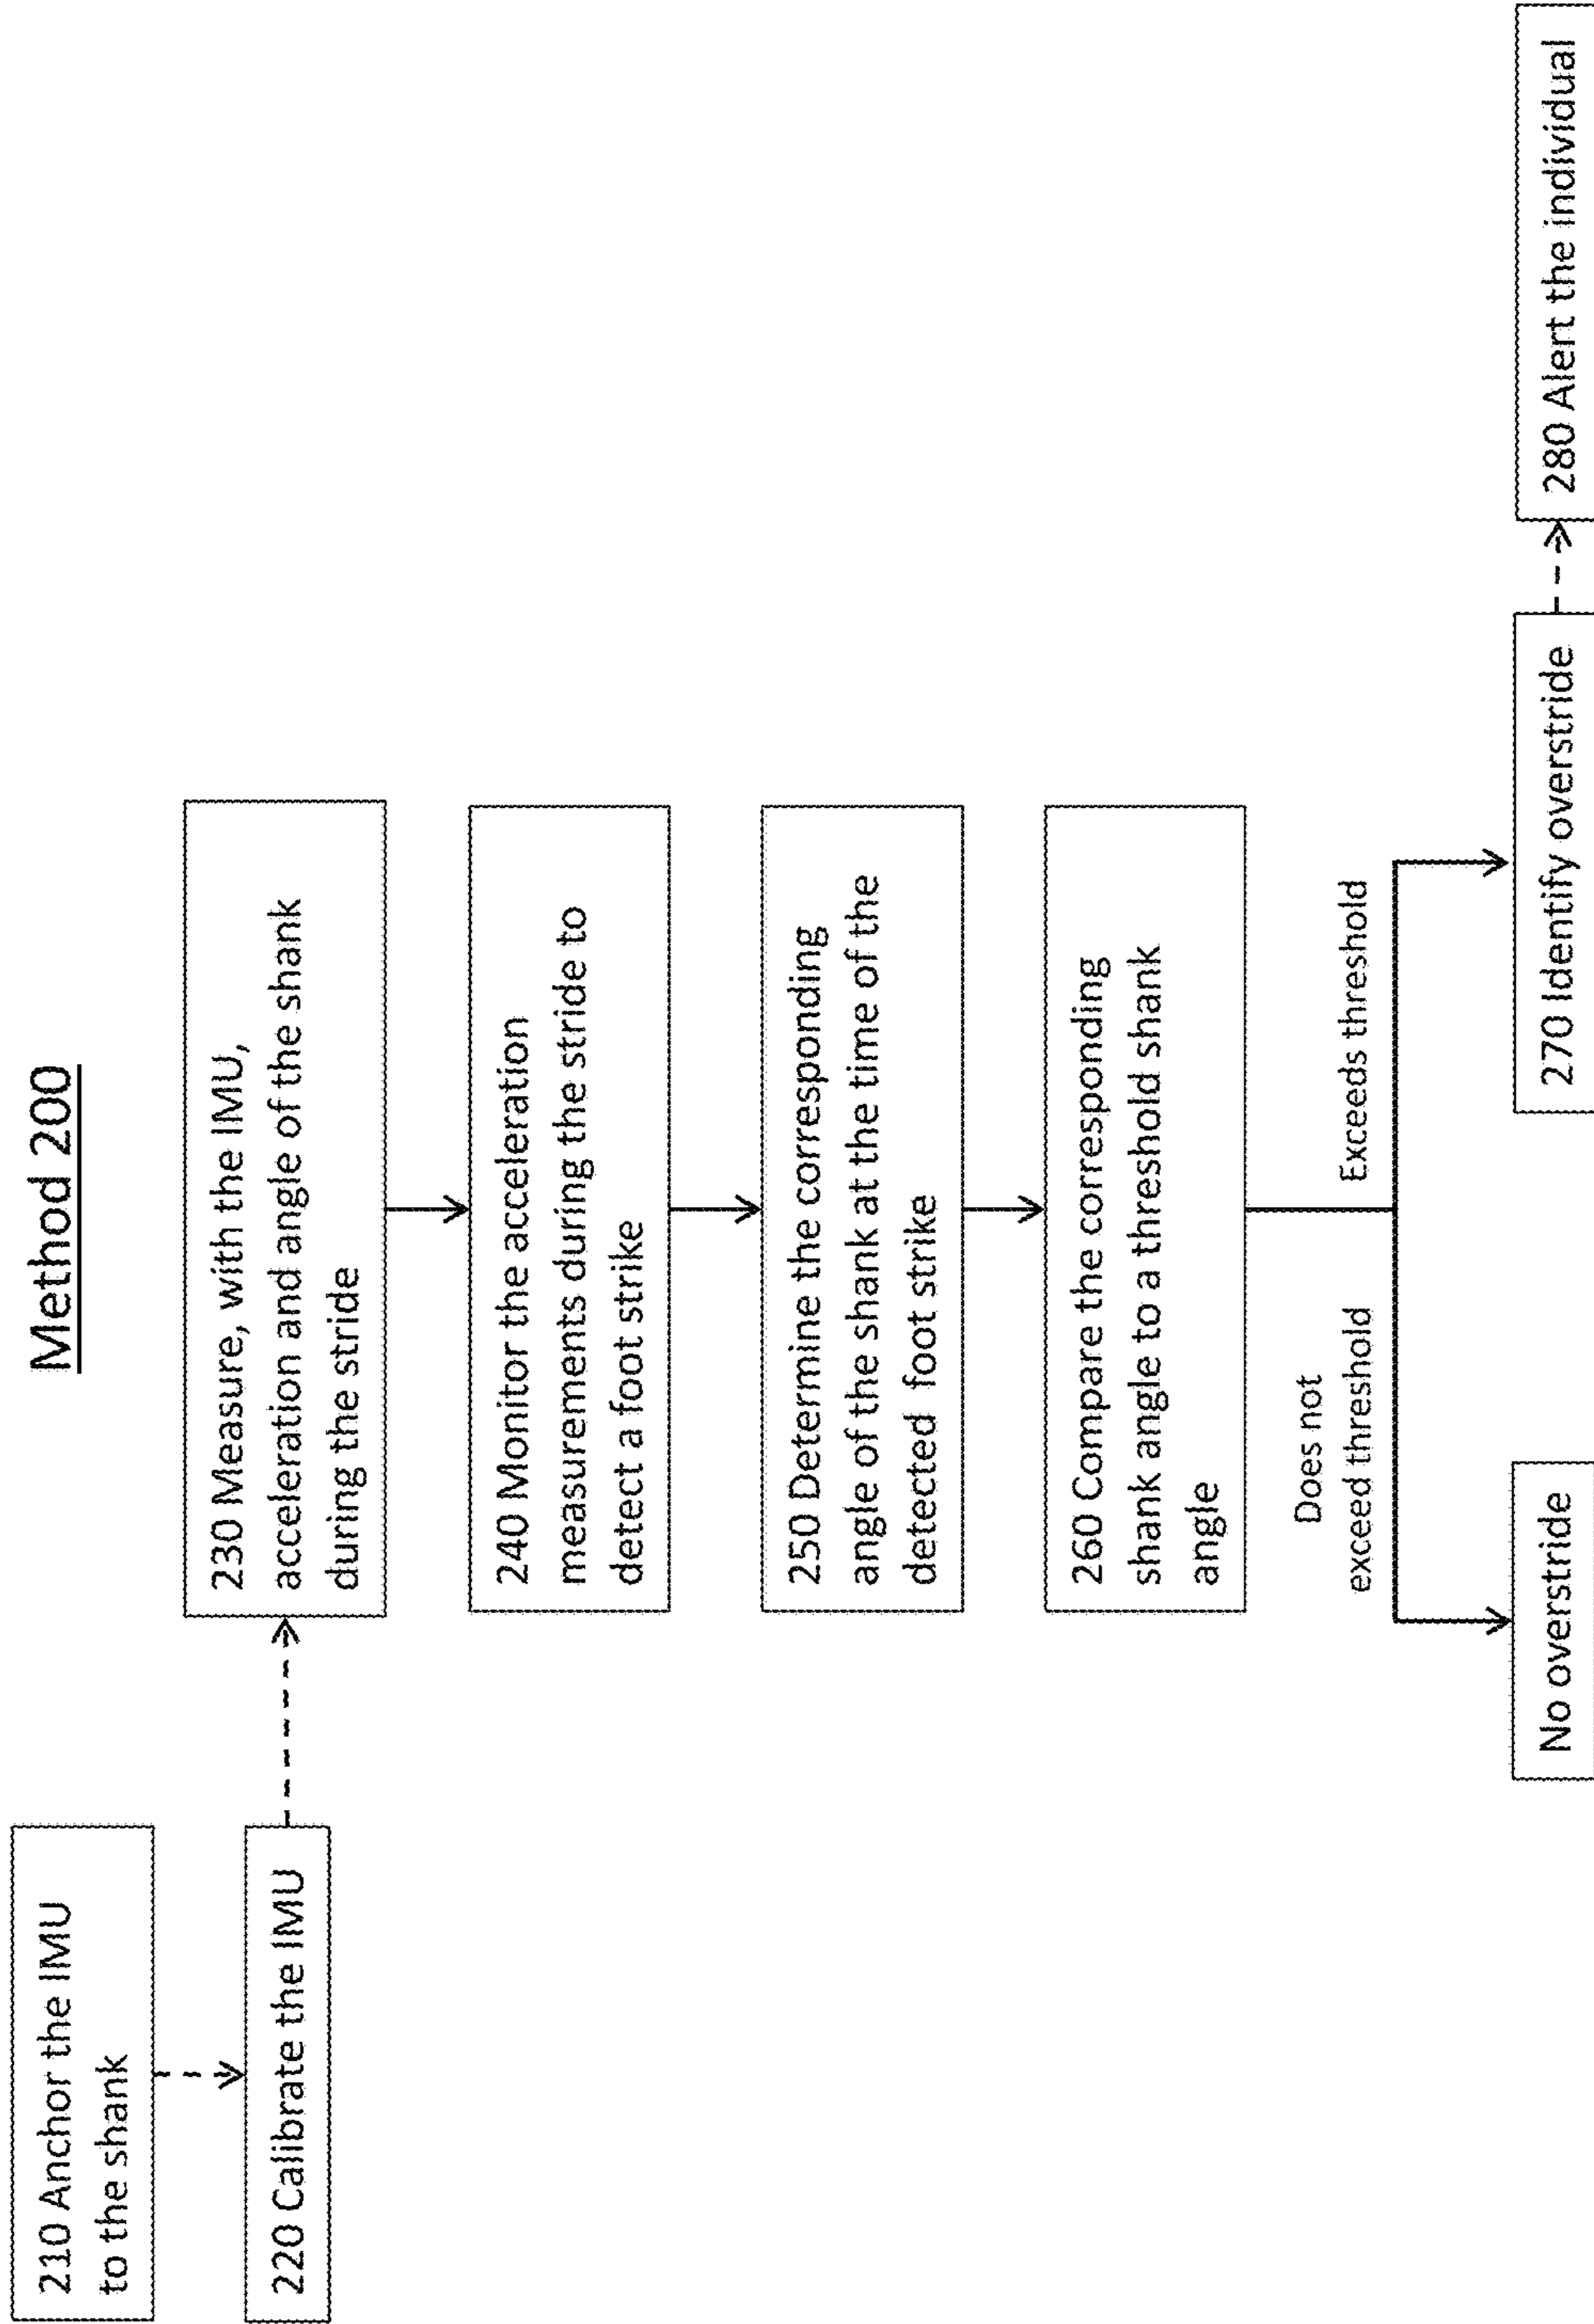 Method 200
210 Anchor the IMU
to the shank
220 Calibrate the IMU
230 Measure, with the IMU,
acceleration and angle of the shank
during the stride
240 Monitor the acceleration
measurements during the stride to
detect a foot strike
250 Determine the corresponding
angle of the shank at the time of the
detected foot strike
260 Compare the corresponding
shank angle to a threshold shank
angle
Does not
exceed threshold
Exceeds threshold
No overstride
270 Identify overstride
280 Alert the individual